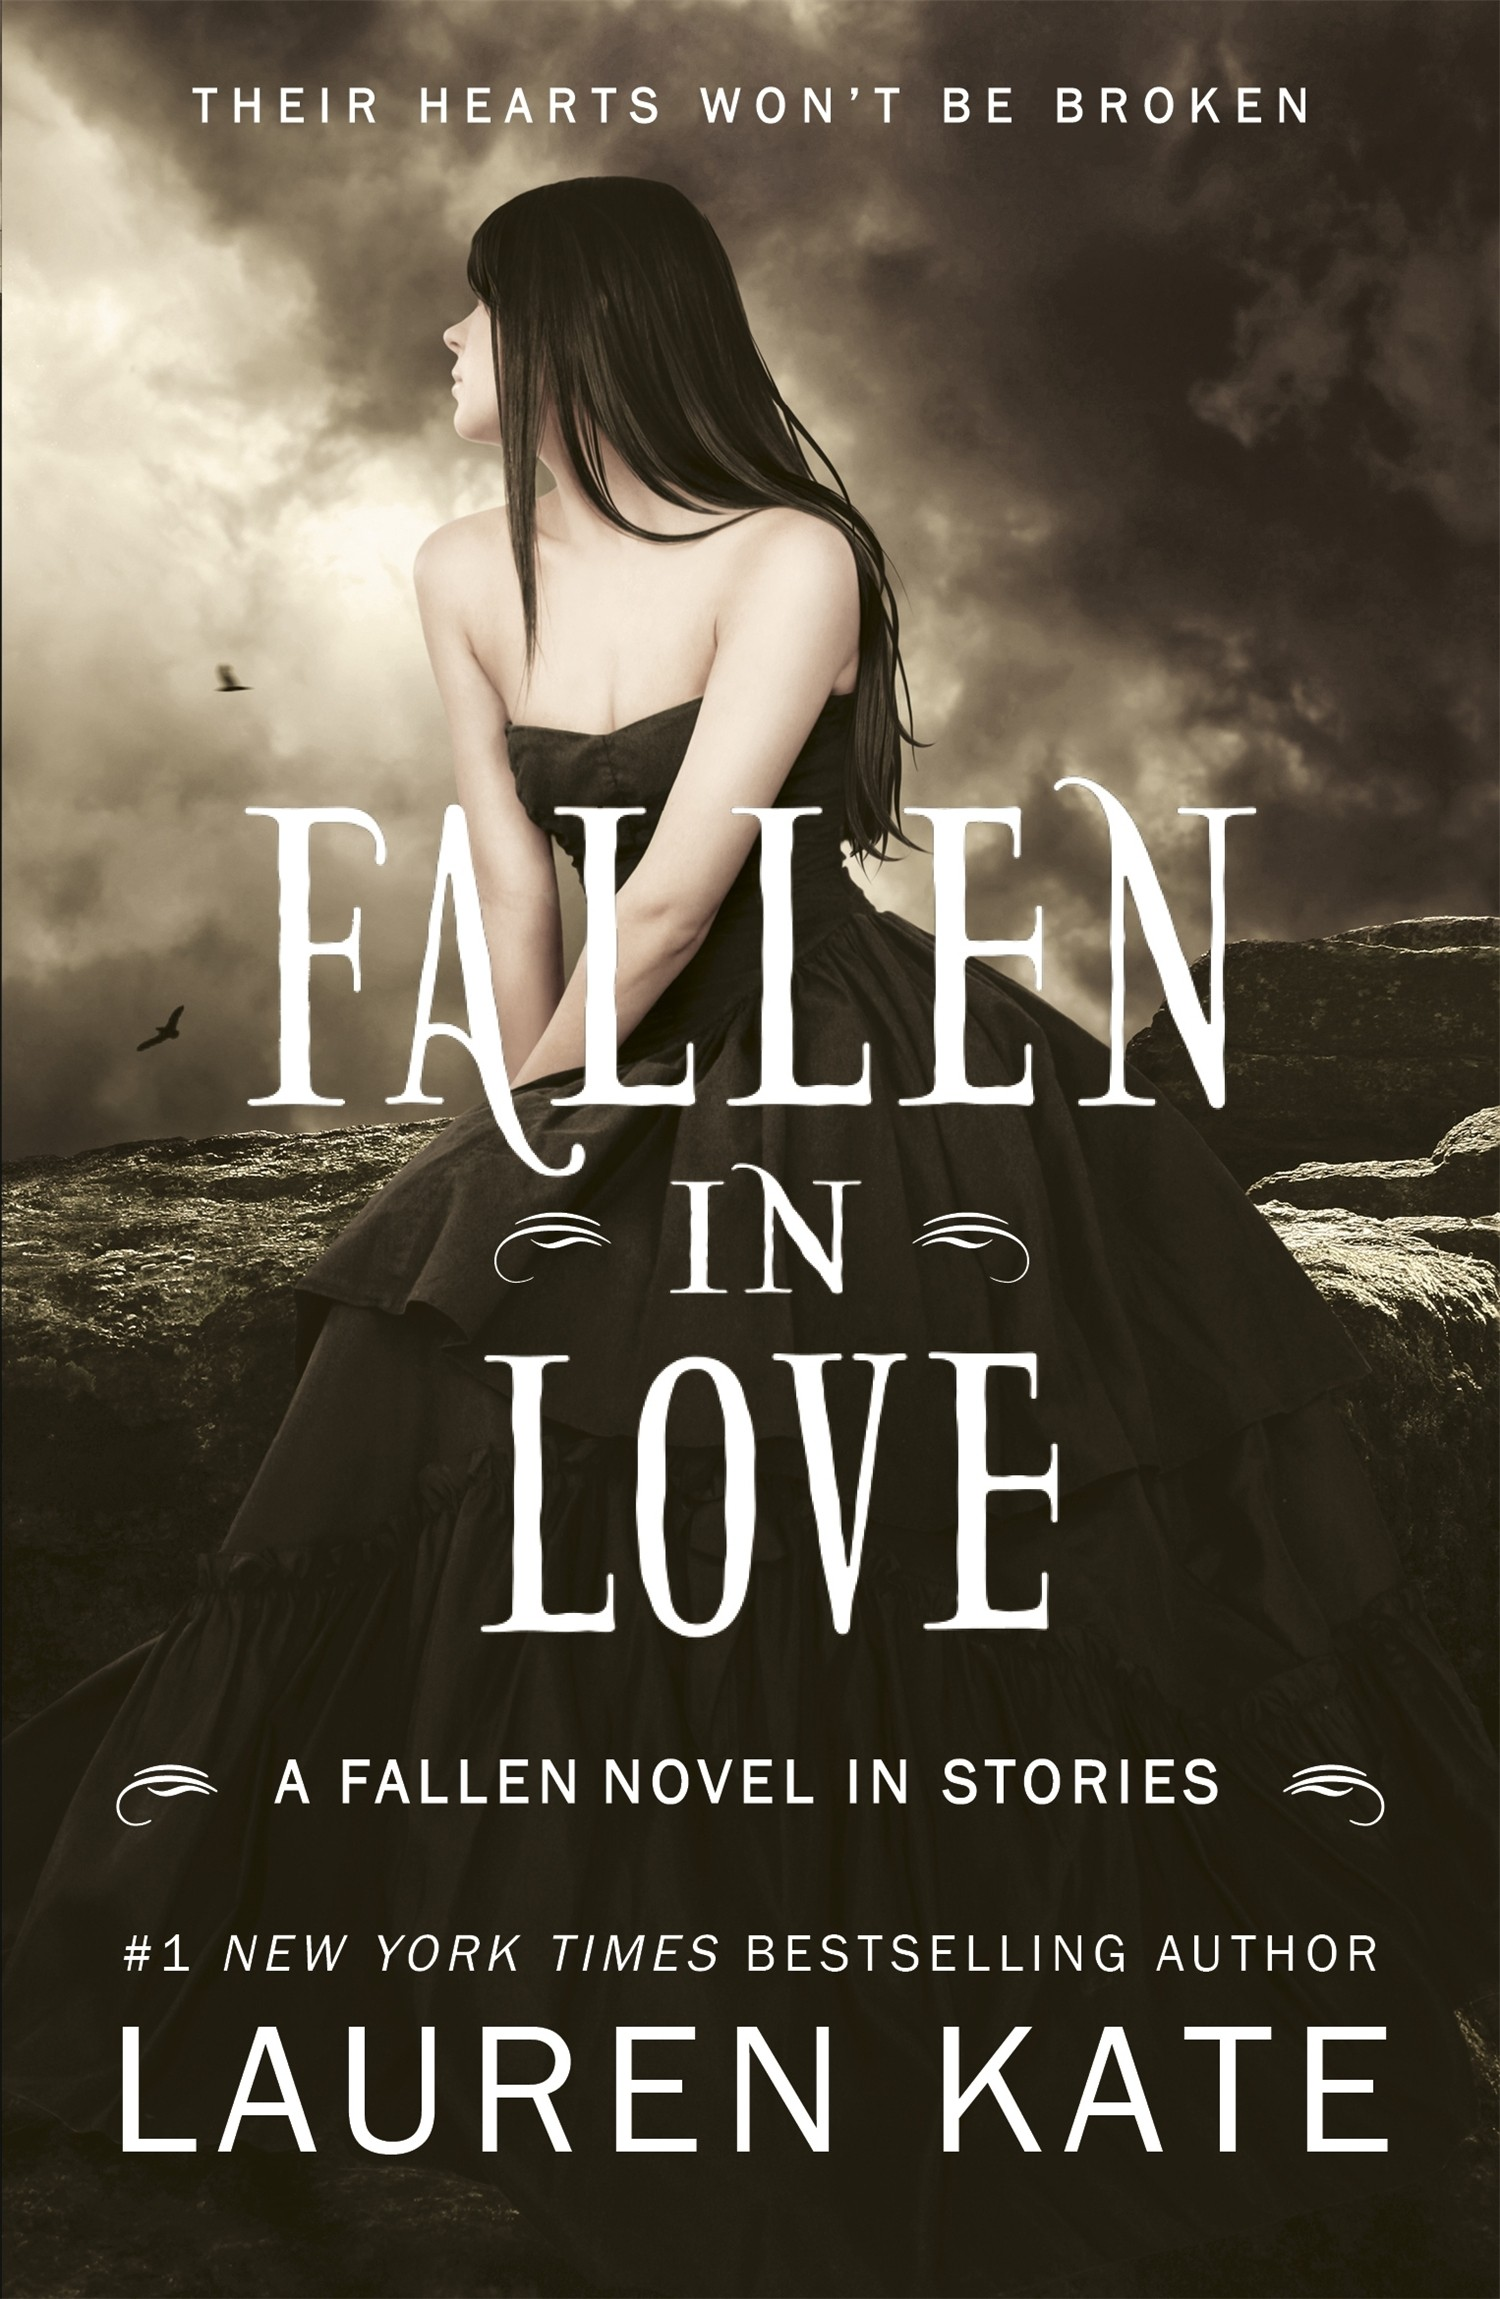 THEIR HEARTS WON'T BE BROKEN
FALLEN
IN
LOVE
A FALLEN NOVEL IN STORIES
#1 NEW YORK TIMES BESTSELLING AUTHOR
LAUREN KATE